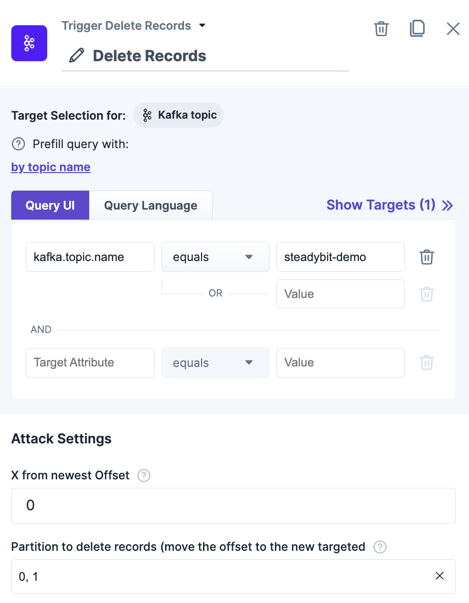 Trigger Delete Records
Delete Records
Target Selection for: Kafka topic
Prefill query with:
by topic name
Query UI Query Language Show Targets (1)
kafka.topic.name equals steadybit-demo
OR Value
AND
Target Attribute equals Value
Attack Settings
X from newest Offset
0
Partition to delete records (move the offset to the new targeted
0, 1